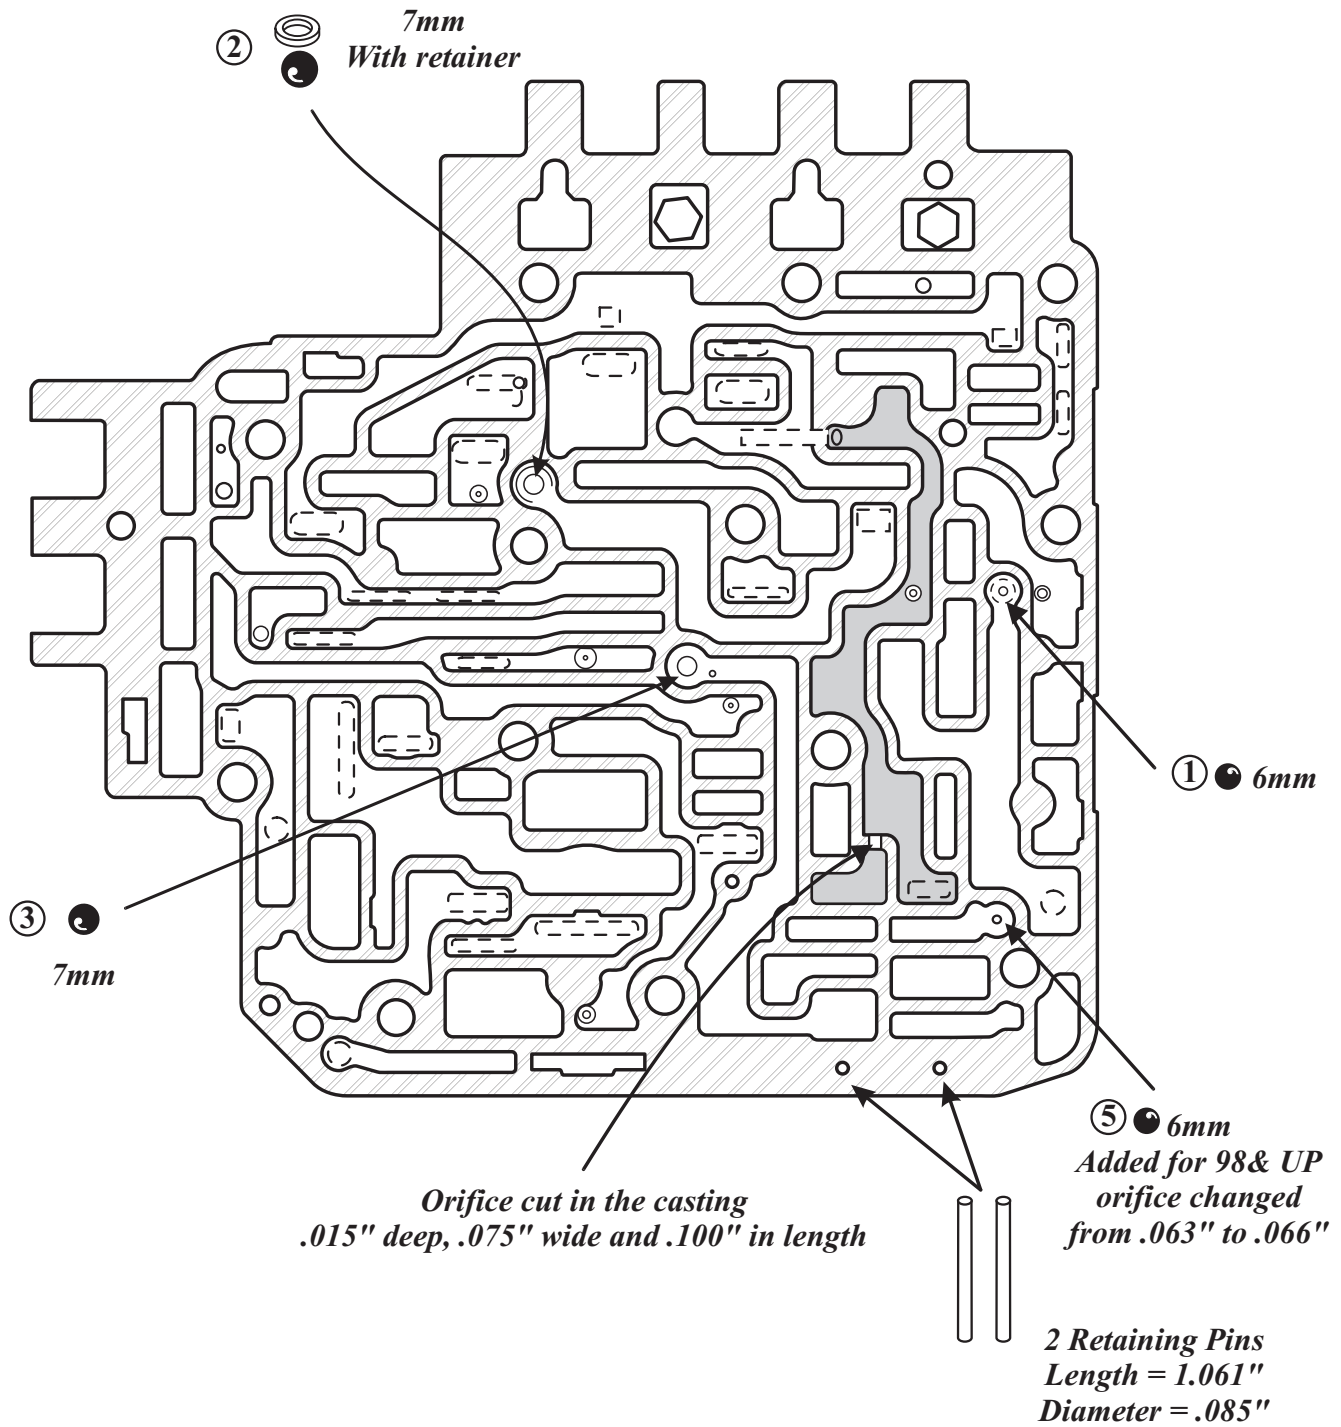 ② 7mm
With retainer
① 6mm
③
7mm
⑤ 6mm
Added for 98& UP
orifice changed
from .063" to .066"
Orifice cut in the casting
.015" deep, .075" wide and .100" in length
2 Retaining Pins
Length = 1.061"
Diameter = .085"